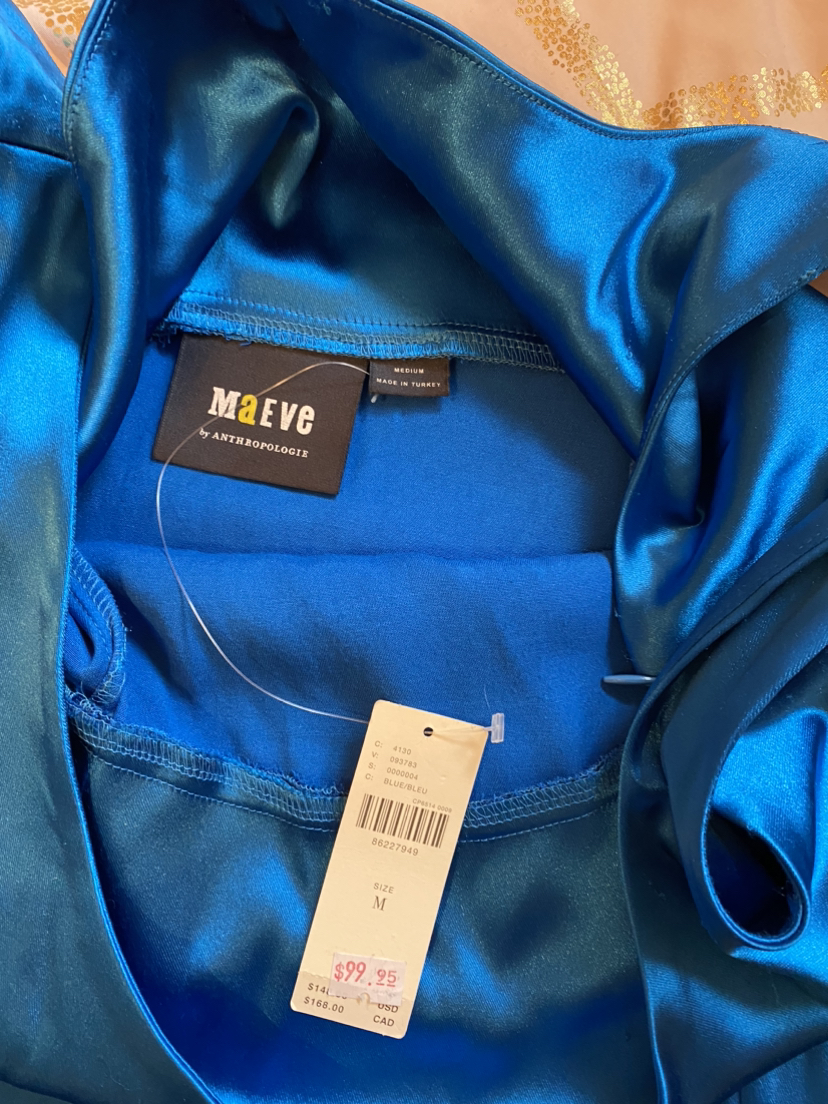 MaEve
by ANTHROPOLOGIE
MEDIUM
MADE IN TURKEY
C: 4130
V: 093783
S: 0000004
C: BLUE/BLEU
86227949
SIZE
M
$99.95
USD
$168.00 CAD